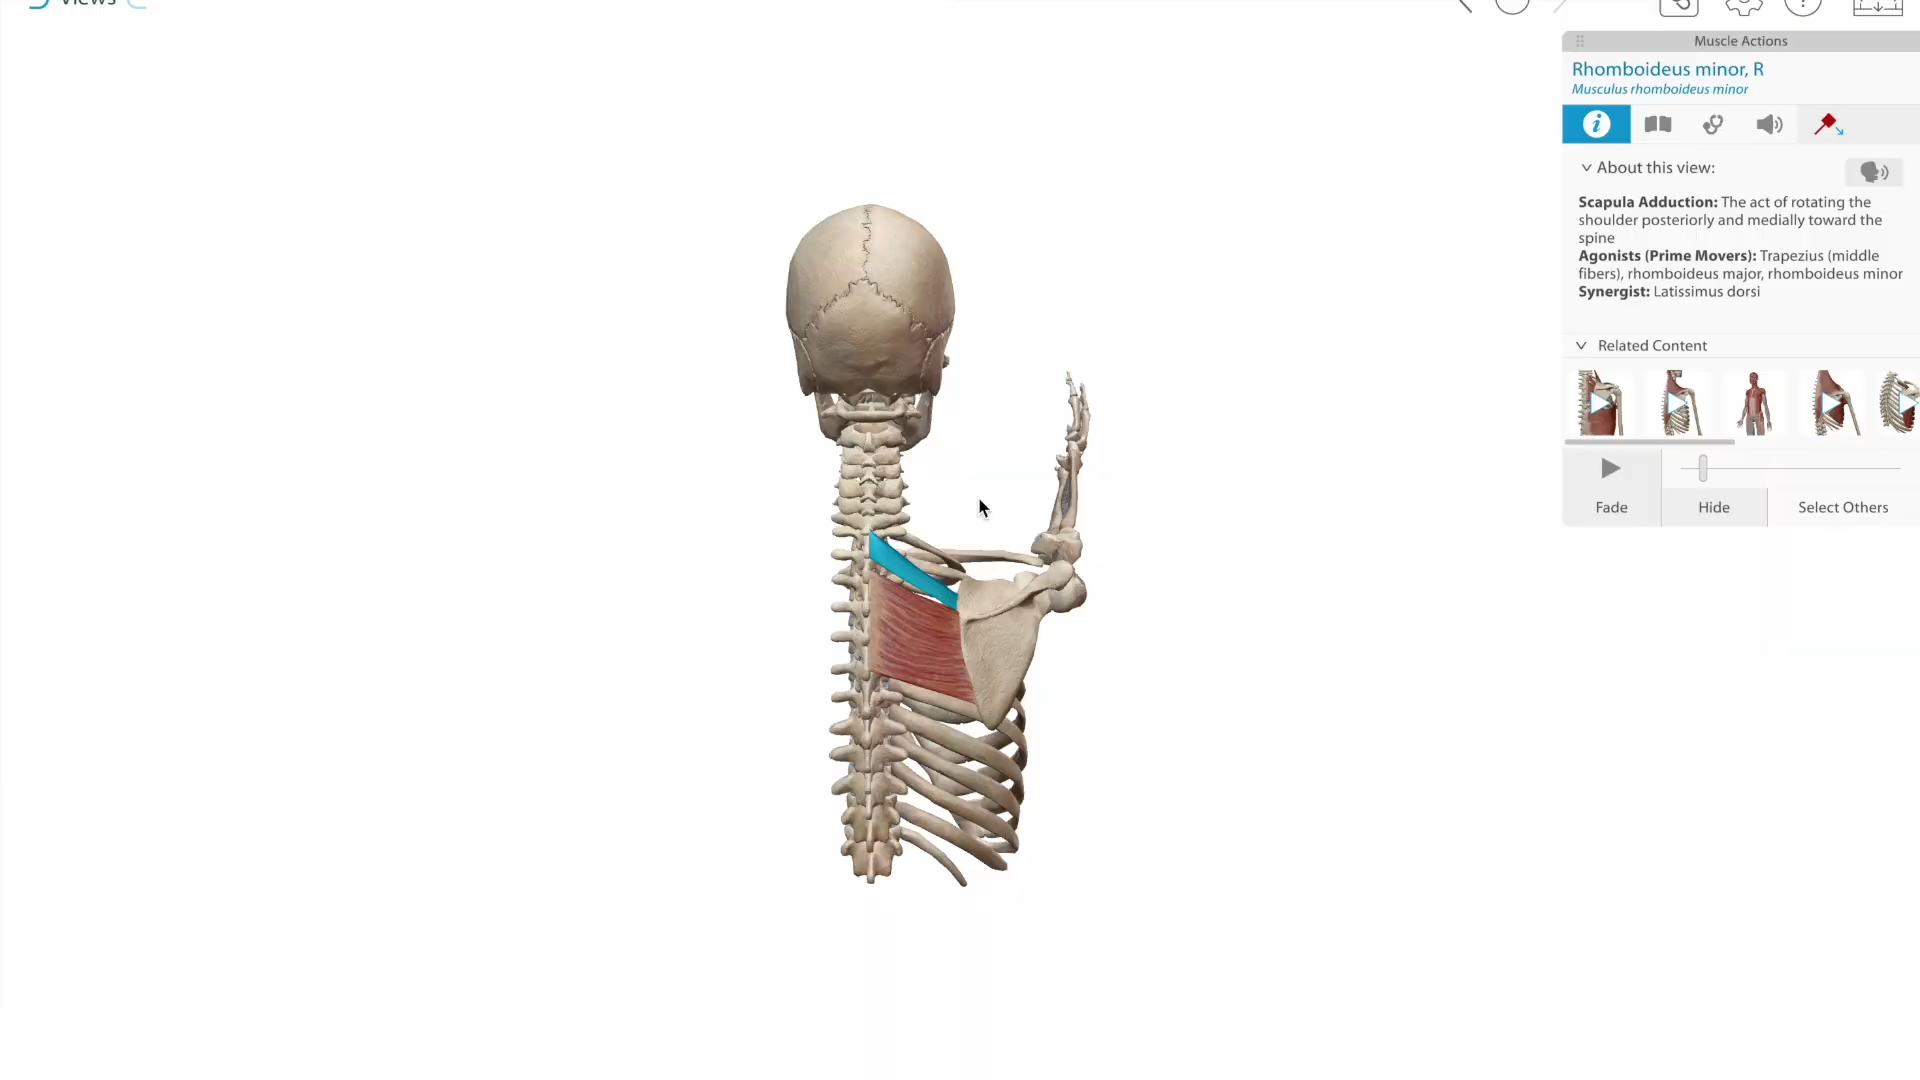 Views
Muscle Actions
Rhomboideus minor, R
Musculus rhomboideus minor
About this view:
Scapula Adduction: The act of rotating the
shoulder posteriorly and medially toward the
spine
Agonists (Prime Movers): Trapezius (middle
fibers), rhomboideus major, rhomboideus minor
Synergist: Latissimus dorsi
Related Content
Fade
Hide
Select Others